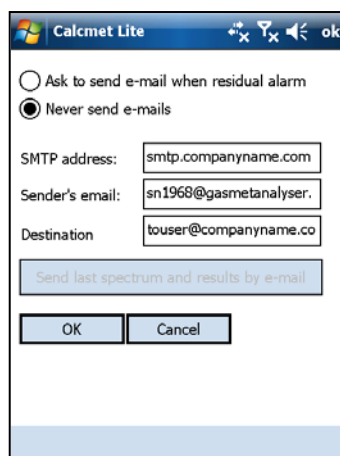 Calcmet Lite ok
Ask to send e-mail when residual alarm
Never send e-mails
SMTP address: smtp.companyname.com
Sender's email: sn1968@gasmetanalyser.
Destination touser@companyname.co
Send last spectrum and results by e-mail
OK Cancel